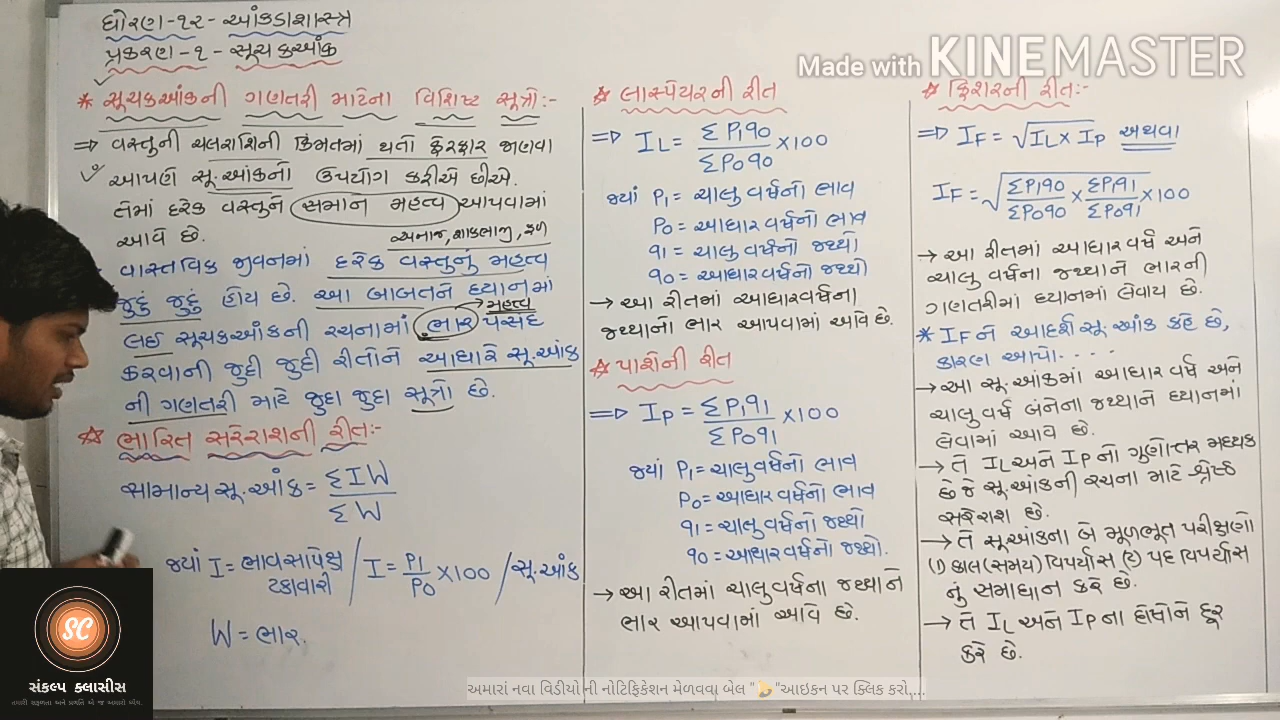 ધોરણ-૧૨- આંકડાશાસ્ત્ર
પ્રકરણ-૧- સૂચકઆંક
* સૂચકઆંકની ગણતરી માટેના વિશિષ્ટ સૂત્રો:-
⇒ વસ્તુની ચલરાશિની કિંમતમાં થતો ફેરફાર જાણવા
આપણે સૂ.આંકનો ઉપયોગ કરીએ છીએ.
તેમાં દરેક વસ્તુને સમાન મહત્વ આપવામાં
આવે છે.
અનાજ, શાકભાજી, ફળ
વાસ્તવિક જીવનમાં દરેક વસ્તુનું મહત્વ
જુદું જુદું હોય છે. આ બાબતને ધ્યાનમાં
→ મહત્વ
લઈ સૂચકઆંકની રચનામાં ભાર પસંદ
કરવાની જુદી જુદી રીતોને આધારે સૂ.આંક
ની ગણતરી માટે જુદા જુદા સૂત્રો છે.
☆ ભારિત સરેરાશની રીત:-
સામાન્ય સૂ.આંક = ΣIW / ΣW
જ્યાં I = ભાવસાપેક્ષ ટકાવારી / I = P1/P0 ×100 / સૂ.આંક
W = ભાર.
☆ લાસ્પેયરની રીત
⇒ IL = ΣP1q0 / ΣP0q0 ×100
જ્યાં P1 = ચાલુ વર્ષનો ભાવ
P0 = આધાર વર્ષનો ભાવ
q1 = ચાલુ વર્ષનો જથ્થો
q0 = આધાર વર્ષનો જથ્થો
→ આ રીતમાં આધારવર્ષના
જથ્થાનો ભાર આપવામાં આવે છે.
☆ પાશેની રીત
⇒ IP = ΣP1q1 / ΣP0q1 ×100
જ્યાં P1 = ચાલુવર્ષનો ભાવ
P0 = આધાર વર્ષનો ભાવ
q1 = ચાલુ વર્ષનો જથ્થો
q0 = આધાર વર્ષનો જથ્થો.
→ આ રીતમાં ચાલુવર્ષના જથ્થાને
ભાર આપવામાં આવે છે.
☆ ફિશરની રીત:-
⇒ IF = √IL × IP અથવા
IF = √ΣP1q0/ΣP0q0 × ΣP1q1/ΣP0q1 ×100
→ આ રીતમાં આધાર વર્ષ અને
ચાલુ વર્ષના જથ્થાને ભારની
ગણતરીમાં ધ્યાનમાં લેવાય છે.
* IF ને આદર્શ સૂ.આંક કહે છે,
કારણ આપો. . . .
→ આ સૂ.આંકમાં આધાર વર્ષ અને
ચાલુ વર્ષ બંનેના જથ્થાને ધ્યાનમાં
લેવામાં આવે છે.
→ તે IL અને IP નો ગુણોત્તર મધ્યક
છે જે સૂ.આંકની રચના માટે શ્રેષ્ઠ
સરેરાશ છે.
→ તે સૂ.આંકના બે મૂળભૂત પરીક્ષણો
(૧) કાલ(સમય) વિપર્યાસ (૨) પદ વિપર્યાસ
નું સમાધાન કરે છે.
→ તે IL અને IP ના દોષોને દૂર
કરે છે.
Made with KINEMASTER
SC
સંકલ્પ ક્લાસીસ
અમારાં નવા વિડીયો ની નોટિફિકેશન મેળવવા બેલ "🔔"આઈકન પર ક્લિક કરો....